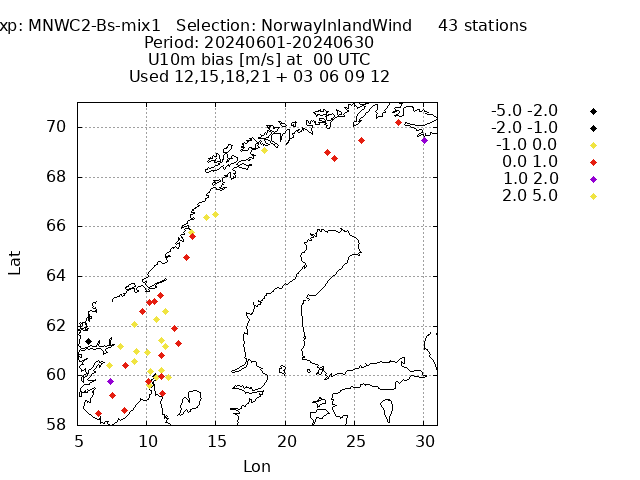 xp: MNWC2-Bs-mix1 Selection: NorwayInlandWind 43 stations
Period: 20240601-20240630
U10m bias [m/s] at 00 UTC
Used 12,15,18,21 + 03 06 09 12
-5.0 -2.0
-2.0 -1.0
-1.0 0.0
0.0 1.0
1.0 2.0
2.0 5.0
70
68
66
64
62
60
58
Lat
5 10 15 20 25 30
Lon